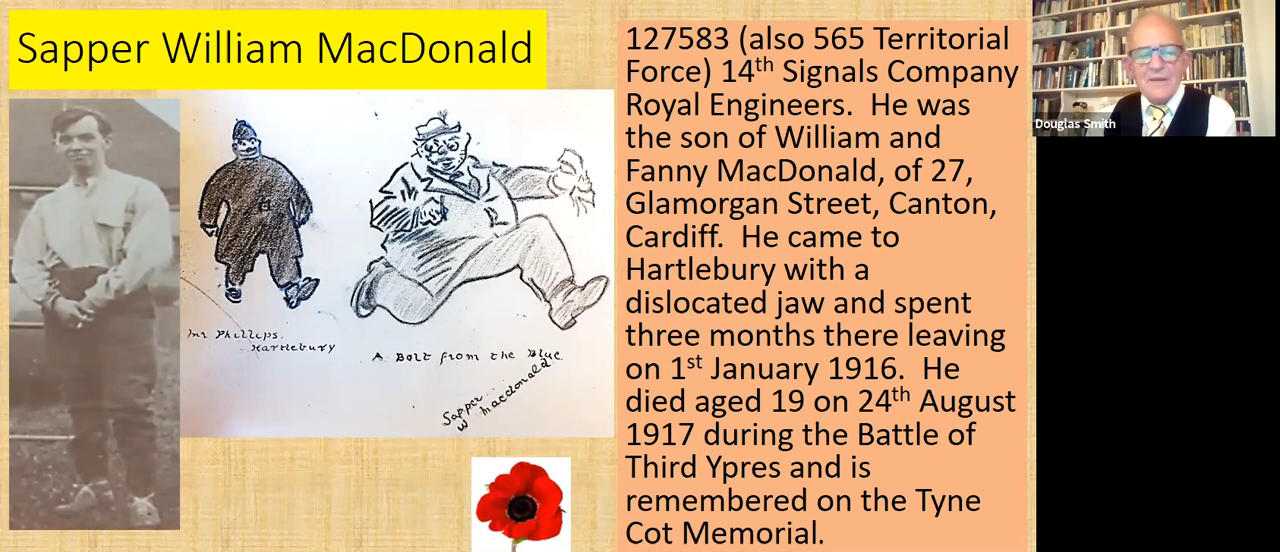 Sapper William MacDonald
127583 (also 565 Territorial
Force) 14th Signals Company
Royal Engineers. He was
the son of William and
Fanny MacDonald, of 27,
Glamorgan Street, Canton,
Cardiff. He came to
Hartlebury with a
dislocated jaw and spent
three months there leaving
on 1st January 1916. He
died aged 19 on 24th August
1917 during the Battle of
Third Ypres and is
remembered on the Tyne
Cot Memorial.
Mr Phillips.
Hartlebury
A Bolt from the Blue.
Sapper
W Macdonald.
Douglas Smith